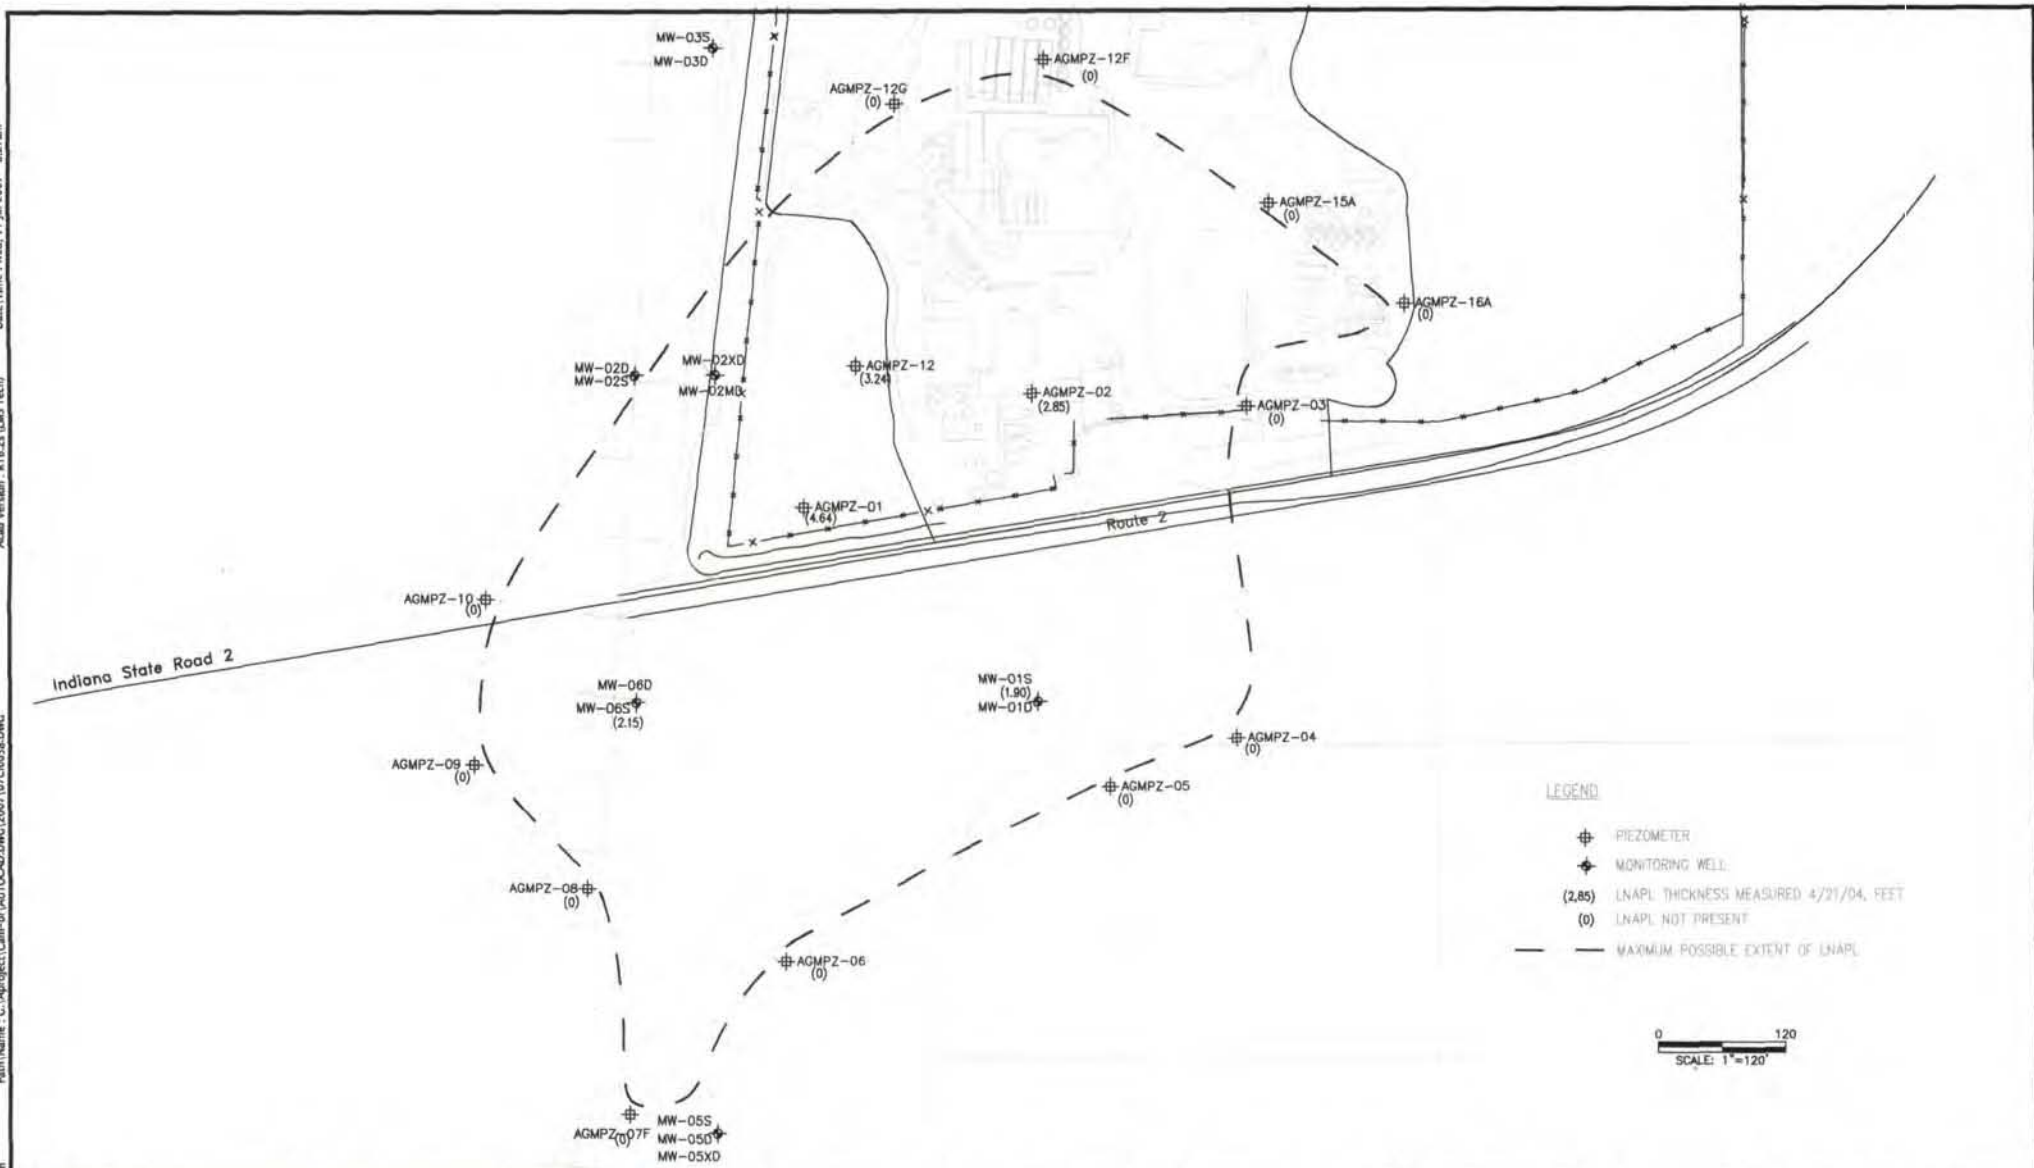 MW-03S
MW-03D
AGMPZ-12F
(0)
AGMPZ-12G
(0)
AGMPZ-15A
(0)
AGMPZ-16A
(0)
MW-02D
MW-02S
MW-02XD
MW-02MD
AGMPZ-12
(3.24)
AGMPZ-02
(2.85)
AGMPZ-03
(0)
AGMPZ-01
(4.64)
Route 2
AGMPZ-10
(0)
Indiana State Road 2
MW-06D
MW-06S
(2.15)
MW-01S
(1.90)
MW-01D
AGMPZ-09
(0)
AGMPZ-04
(0)
AGMPZ-05
(0)
AGMPZ-08
(0)
AGMPZ-06
(0)
AGMPZ-07F
(0)
MW-05S
MW-05D
MW-05XD
LEGEND
PIEZOMETER
MONITORING WELL
(2.85) LNAPL THICKNESS MEASURED 4/21/04, FEET
(0) LNAPL NOT PRESENT
MAXIMUM POSSIBLE EXTENT OF LNAPL
0 120
SCALE: 1"=120'